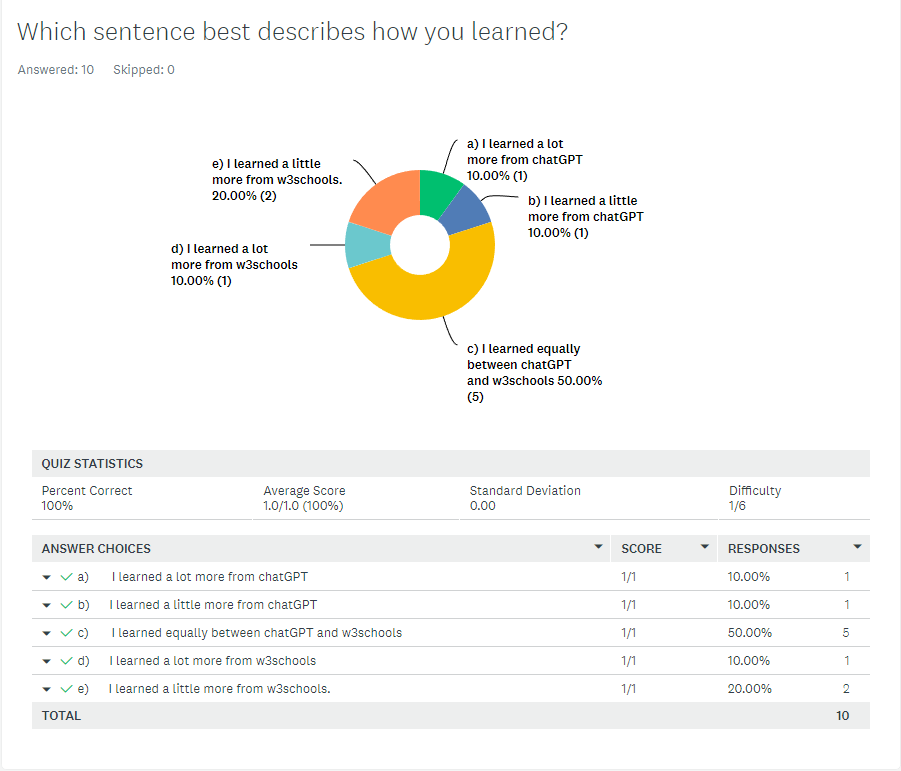 Which sentence best describes how you learned?
Answered: 10 Skipped: 0
a) I learned a lot
more from chatGPT
10.00% (1)
b) I learned a little
more from chatGPT
10.00% (1)
c) I learned equally
between chatGPT
and w3schools 50.00%
(5)
d) I learned a lot
more from w3schools
10.00% (1)
e) I learned a little
more from w3schools.
20.00% (2)
QUIZ STATISTICS
Percent Correct Average Score Standard Deviation Difficulty
100% 1.0/1.0 (100%) 0.00 1/6
ANSWER CHOICES SCORE RESPONSES
a) I learned a lot more from chatGPT 1/1 10.00% 1
b) I learned a little more from chatGPT 1/1 10.00% 1
c) I learned equally between chatGPT and w3schools 1/1 50.00% 5
d) I learned a lot more from w3schools 1/1 10.00% 1
e) I learned a little more from w3schools. 1/1 20.00% 2
TOTAL 10